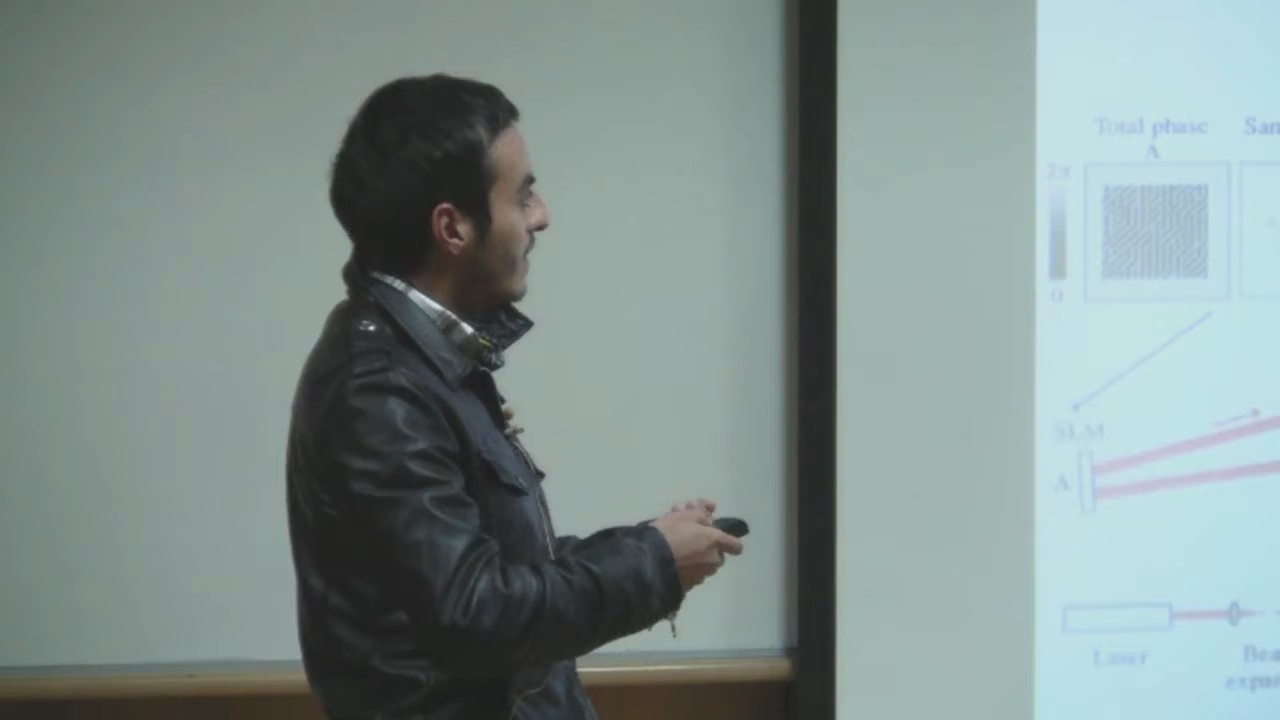 Total phase
A
2π
0
SLM
A
Laser